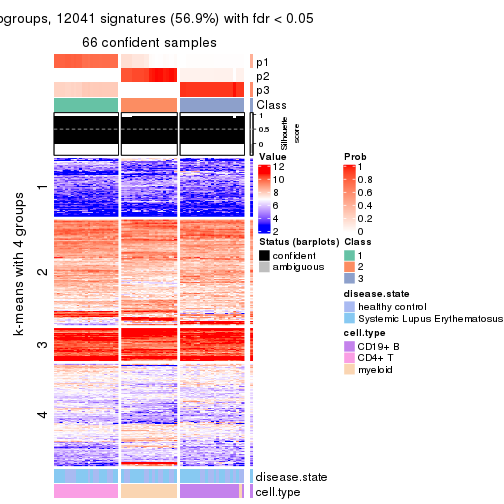 ogroups, 12041 signatures (56.9%) with fdr < 0.05
66 confident samples
p1
p2
p3
Class
1
0.5
0
Silhouette
score
k-means with 4 groups
1
2
3
4
disease.state
cell.type
Value
12
10
8
6
4
2
Prob
1
0.8
0.6
0.4
0.2
0
Status (barplots)
confident
ambiguous
Class
1
2
3
disease.state
healthy control
Systemic Lupus Erythematosus
cell.type
CD19+ B
CD4+ T
myeloid